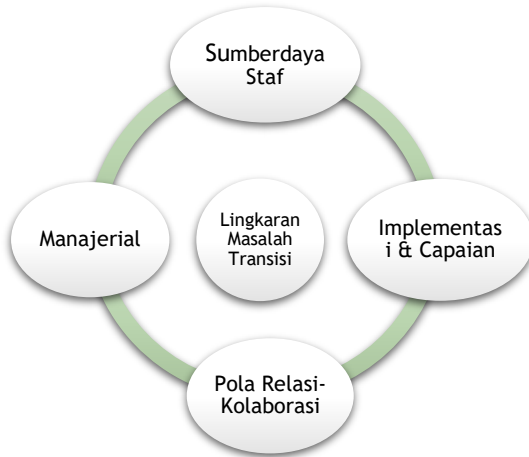 Sumberdaya
Staf
Manajerial
Lingkaran
Masalah
Transisi
Implementas
i & Capaian
Pola Relasi-
Kolaborasi